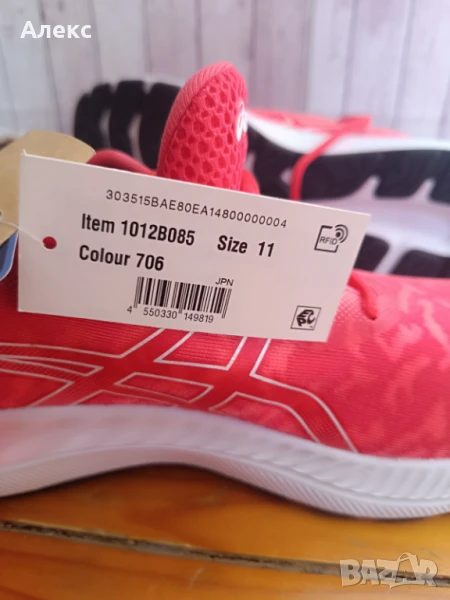 Алекс
303515BAE80EA14800000004
Item 1012B085 Size 11
RFID
Colour 706
JPN
4 550330 149819
BAZAR.bg